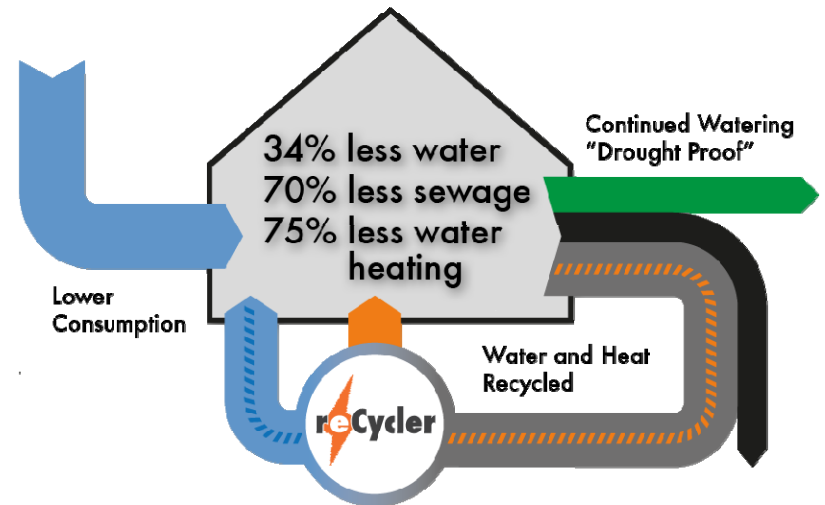 Continued Watering
"Drought Proof"
34% less water
70% less sewage
75% less water
heating
Lower
Consumption
Water and Heat
Recycled
reCycler